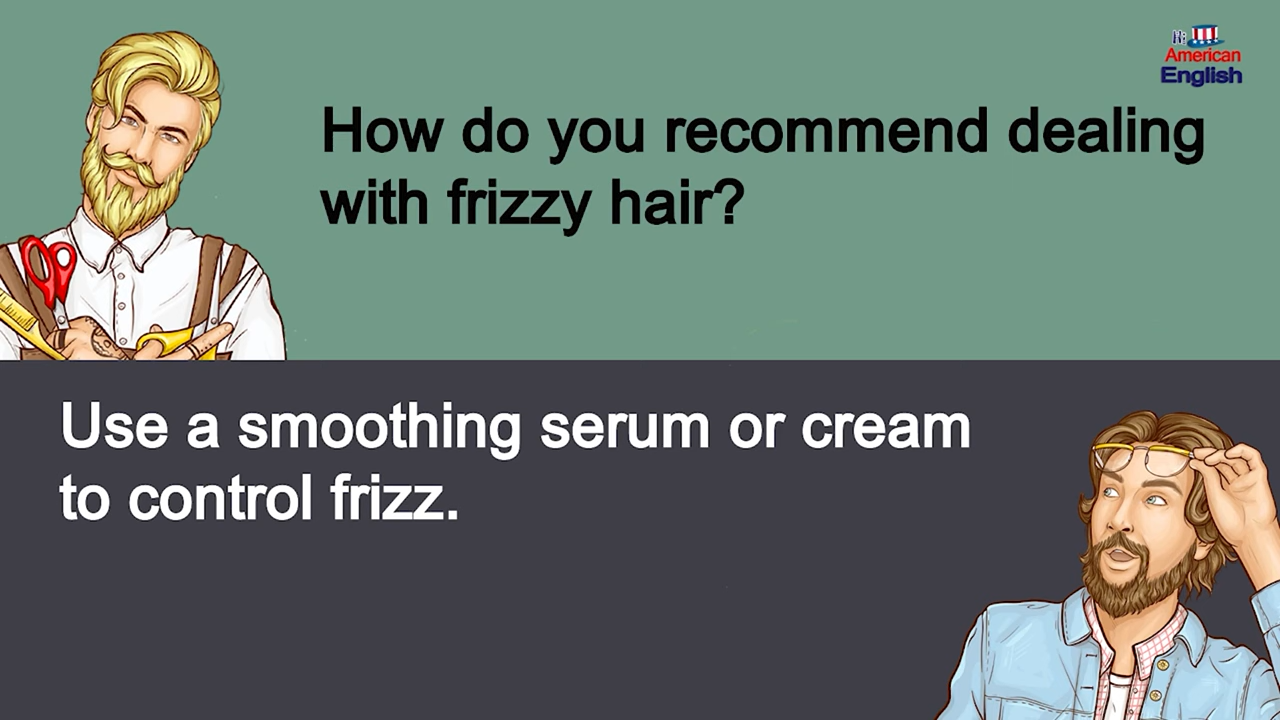 American
English
How do you recommend dealing
with frizzy hair?
Use a smoothing serum or cream
to control frizz.